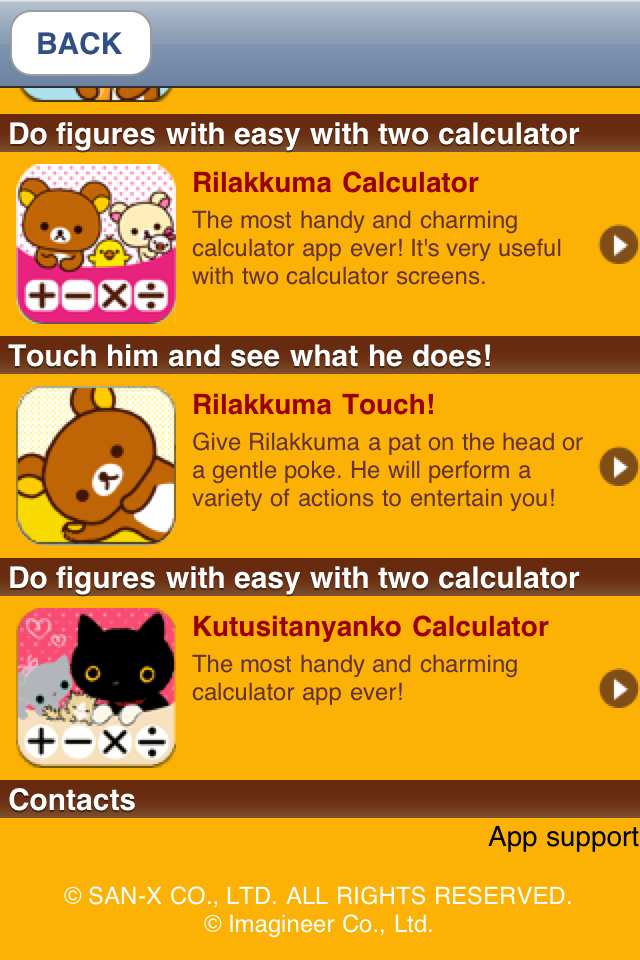 BACK
Do figures with easy with two calculator
Rilakkuma Calculator
The most handy and charming
calculator app ever! It's very useful
with two calculator screens.
+ − × ÷
Touch him and see what he does!
Rilakkuma Touch!
Give Rilakkuma a pat on the head or
a gentle poke. He will perform a
variety of actions to entertain you!
Do figures with easy with two calculator
Kutusitanyanko Calculator
The most handy and charming
calculator app ever!
+ − × ÷
Contacts
App support
© SAN-X CO., LTD. ALL RIGHTS RESERVED.
© Imagineer Co., Ltd.